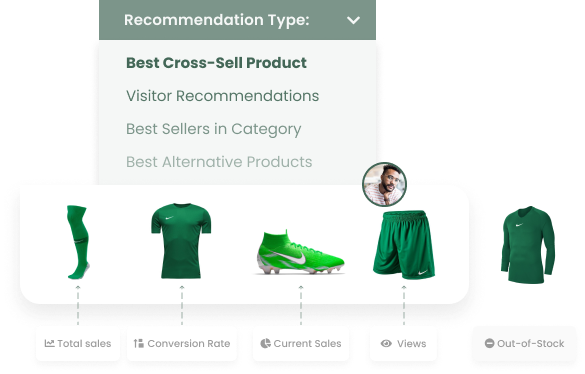 Recommendation Type:
Best Cross-Sell Product
Visitor Recommendations
Best Sellers in Category
Best Alternative Products
Total sales
Conversion Rate
Current Sales
Views
Out-of-Stock